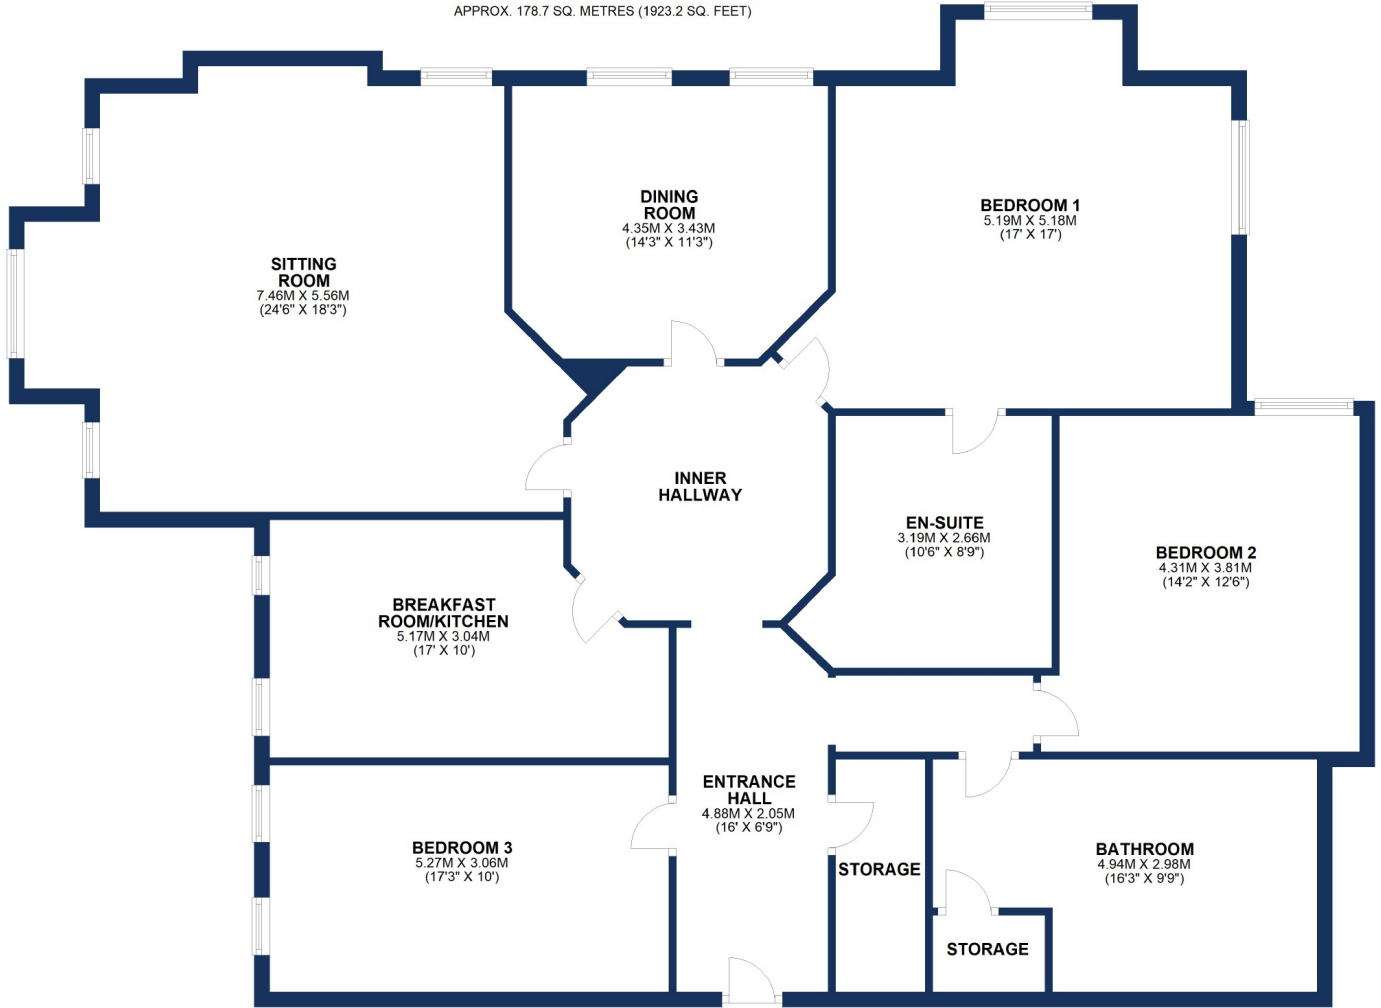 APPROX. 178.7 SQ. METRES (1923.2 SQ. FEET)
DINING
ROOM
4.35M X 3.43M
(14'3" X 11'3")
BEDROOM 1
5.19M X 5.18M
(17' X 17')
SITTING
ROOM
7.46M X 5.56M
(24'6" X 18'3")
INNER
HALLWAY
EN-SUITE
3.19M X 2.66M
(10'6" X 8'9")
BEDROOM 2
4.31M X 3.81M
(14'2" X 12'6")
BREAKFAST
ROOM/KITCHEN
5.17M X 3.04M
(17' X 10')
ENTRANCE
HALL
4.88M X 2.05M
(16' X 6'9")
BEDROOM 3
5.27M X 3.06M
(17'3" X 10')
STORAGE
BATHROOM
4.94M X 2.98M
(16'3" X 9'9")
STORAGE